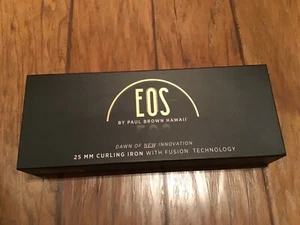 EOS
BY PAUL BROWN HAWAII
DAWN OF NEW INNOVATION
25 MM CURLING IRON WITH FUSION TECHNOLOGY